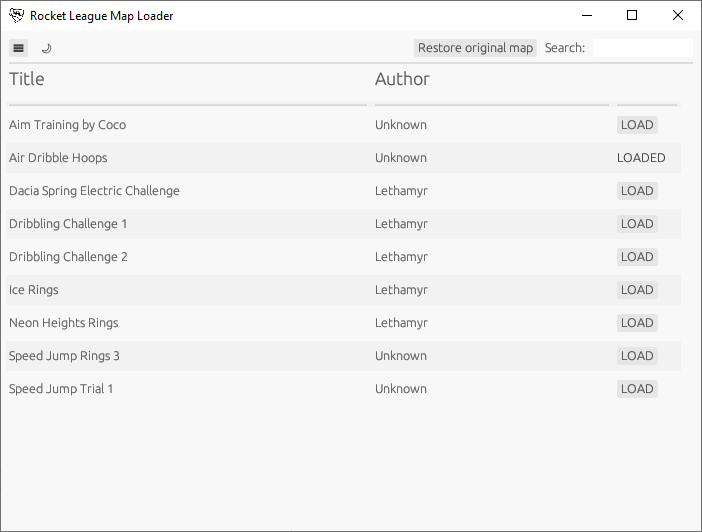 Rocket League Map Loader
Restore original map Search:
Title Author
Aim Training by Coco Unknown LOAD
Air Dribble Hoops Unknown LOADED
Dacia Spring Electric Challenge Lethamyr LOAD
Dribbling Challenge 1 Lethamyr LOAD
Dribbling Challenge 2 Lethamyr LOAD
Ice Rings Lethamyr LOAD
Neon Heights Rings Lethamyr LOAD
Speed Jump Rings 3 Unknown LOAD
Speed Jump Trial 1 Unknown LOAD